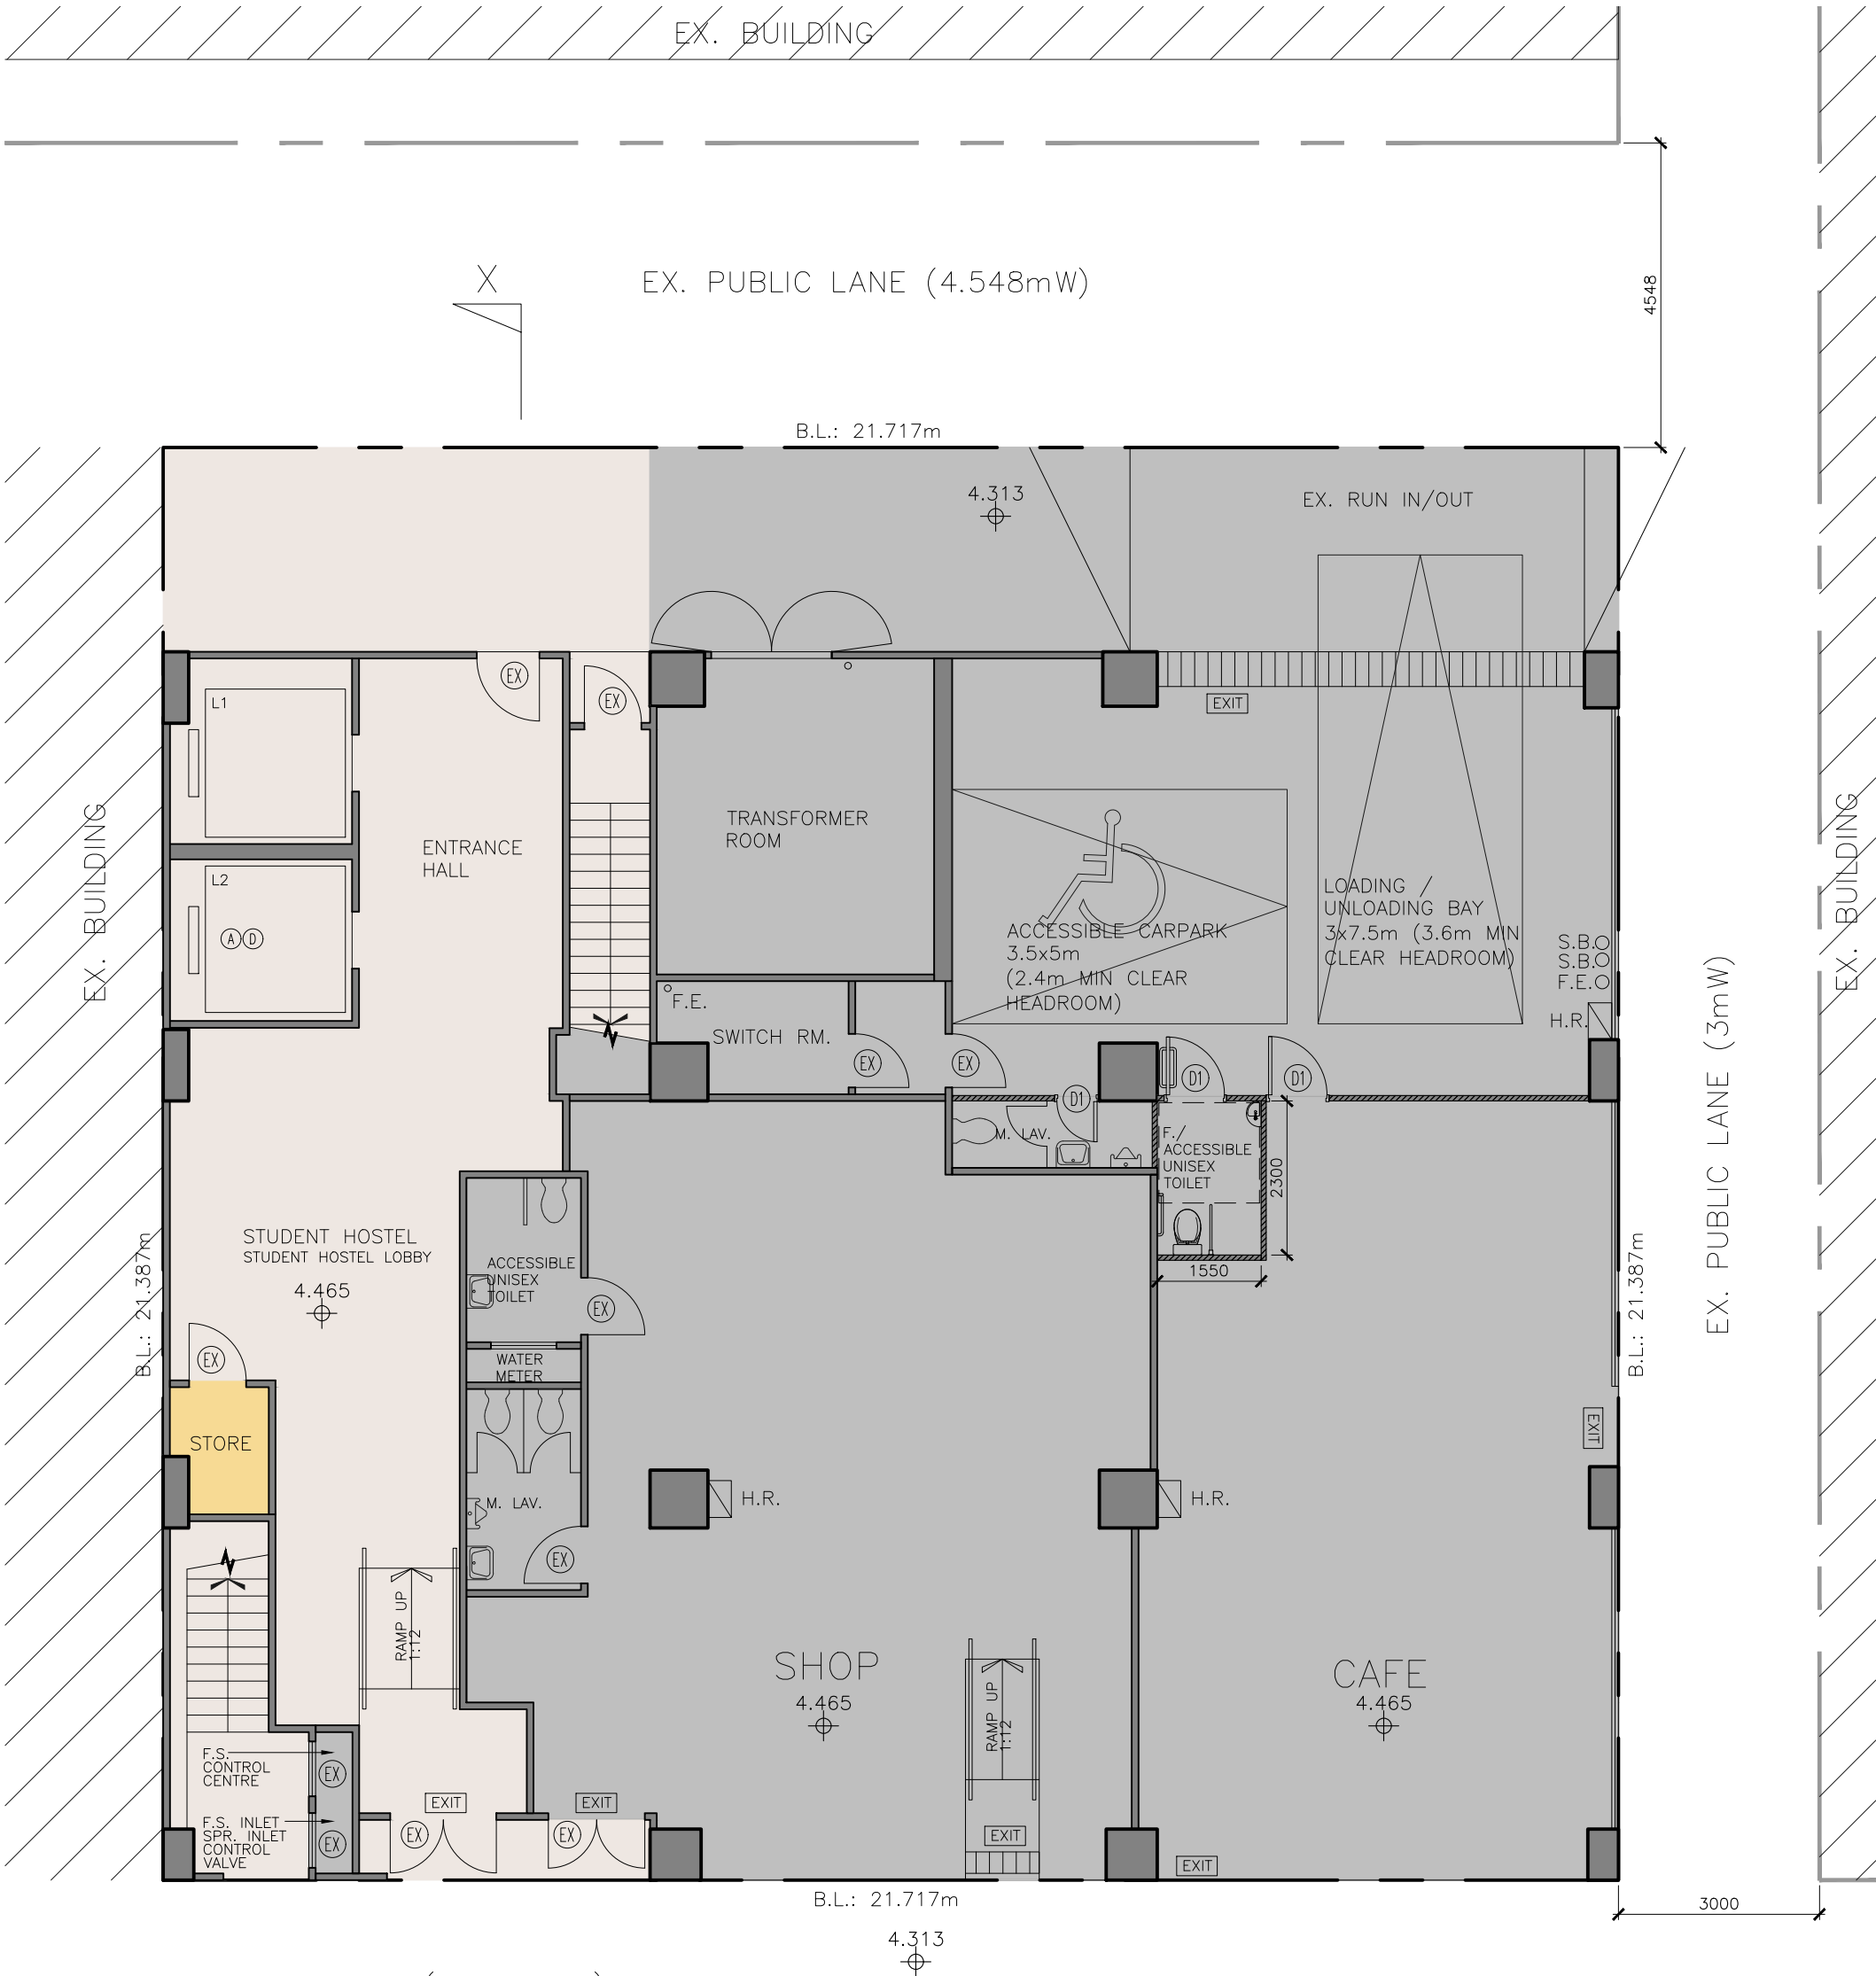 EX. BUILDING
X
EX. PUBLIC LANE (4.548mW)
4548
B.L.: 21.717m
4.313
EX. RUN IN/OUT
EX
EX
EXIT
L1
ENTRANCE
HALL
TRANSFORMER
ROOM
EX. BUILDING
EX. BUILDING
L2
A
D
ACCESSIBLE CARPARK
3.5x5m
(2.4m MIN CLEAR
HEADROOM)
LOADING /
UNLOADING BAY
3x7.5m (3.6m MIN
CLEAR HEADROOM)
S.B.
S.B.
F.E.
H.R.
F.E.
SWITCH RM.
EX
EX
D1
D1
D1
M. LAV.
F./
ACCESSIBLE
UNISEX
TOILET
2300
1550
EX. PUBLIC LANE (3mW)
STUDENT HOSTEL
STUDENT HOSTEL LOBBY
4.465
B.L.: 21.387m
B.L.: 21.387m
ACCESSIBLE
UNISEX
TOILET
EX
EX
WATER
METER
STORE
EXIT
M. LAV.
EX
H.R.
H.R.
RAMP UP
1:12
SHOP
4.465
RAMP UP
1:12
CAFE
4.465
F.S.
CONTROL
CENTRE
EX
F.S. INLET
SPR. INLET
CONTROL
VALVE
EX
EXIT
EX
EXIT
EX
EXIT
EXIT
B.L.: 21.717m
3000
4.313